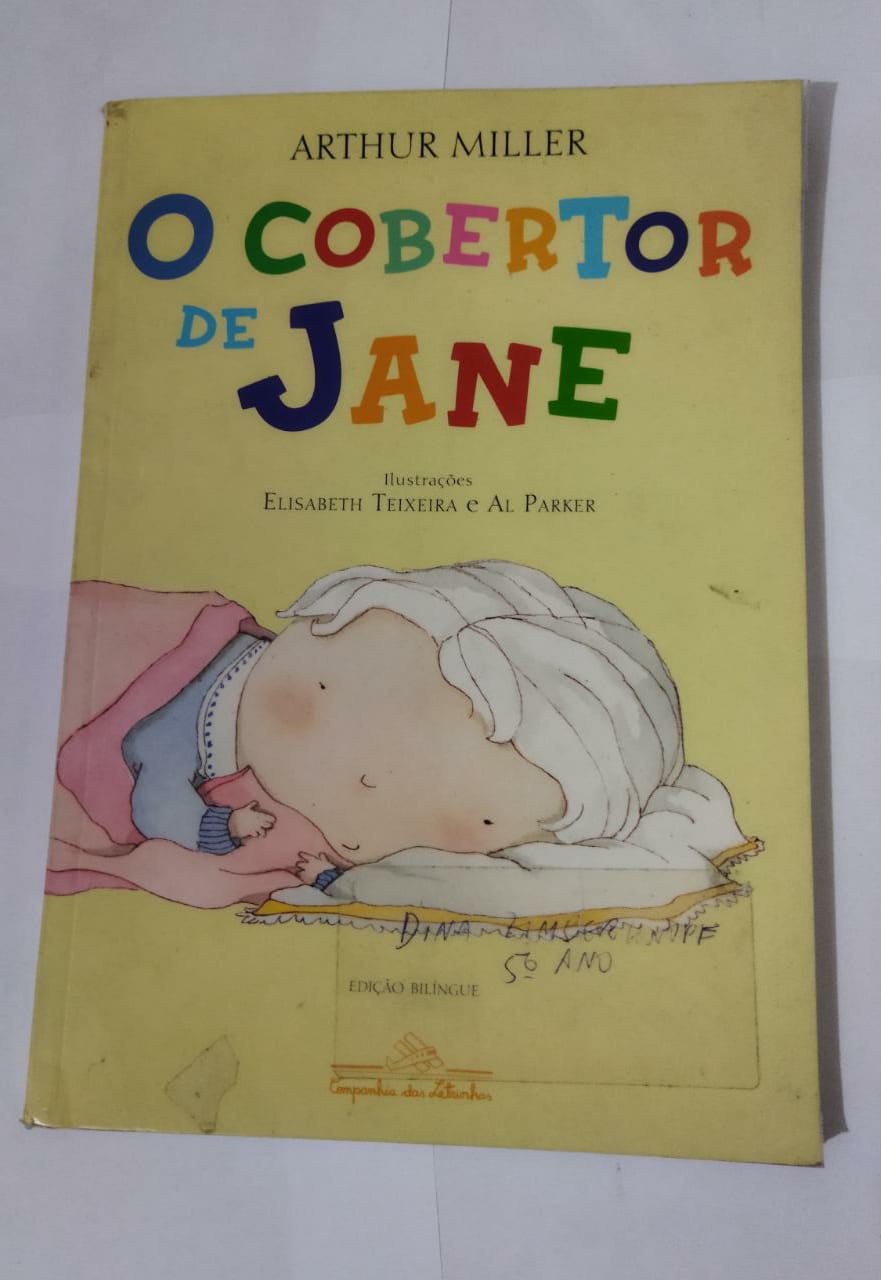 ARTHUR MILLER
O COBERTOR
DE JANE
Ilustrações
ELISABETH TEIXEIRA e AL PARKER
DINA
5º ANO
EDIÇÃO BILÍNGUE
Companhia das Letrinhas